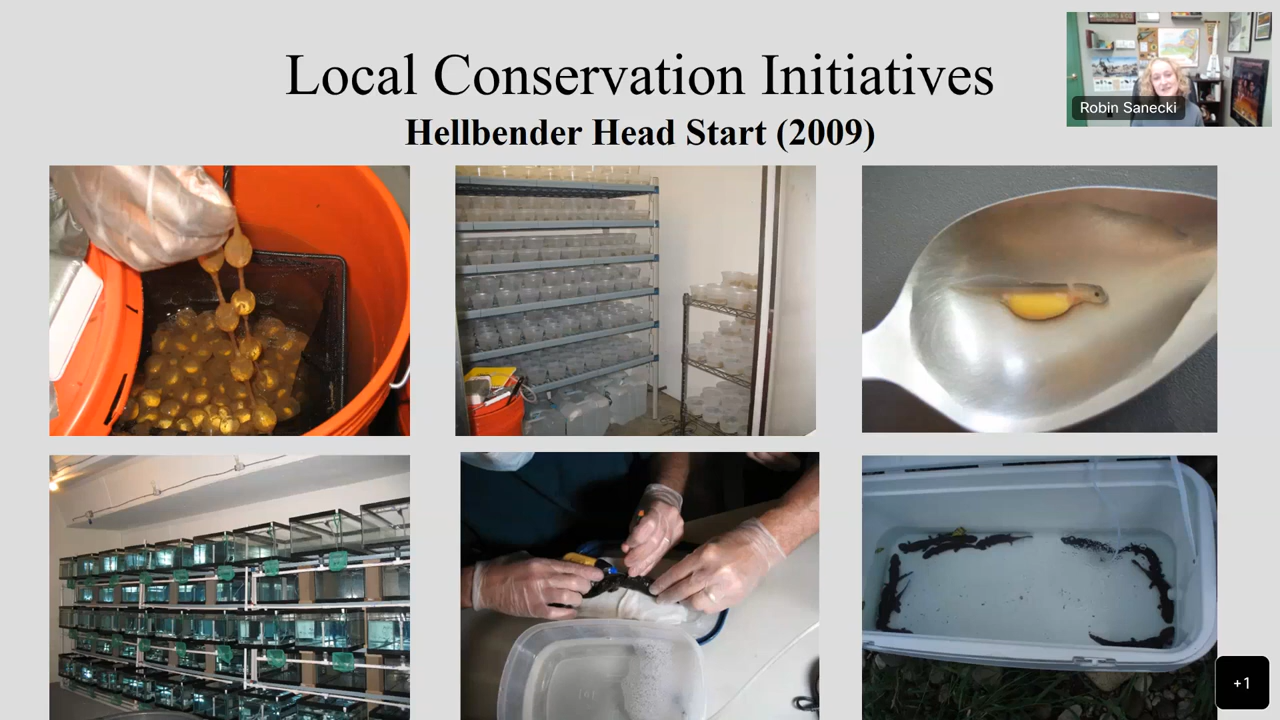 Local Conservation Initiatives
Hellbender Head Start (2009)
Robin Sanecki
+1